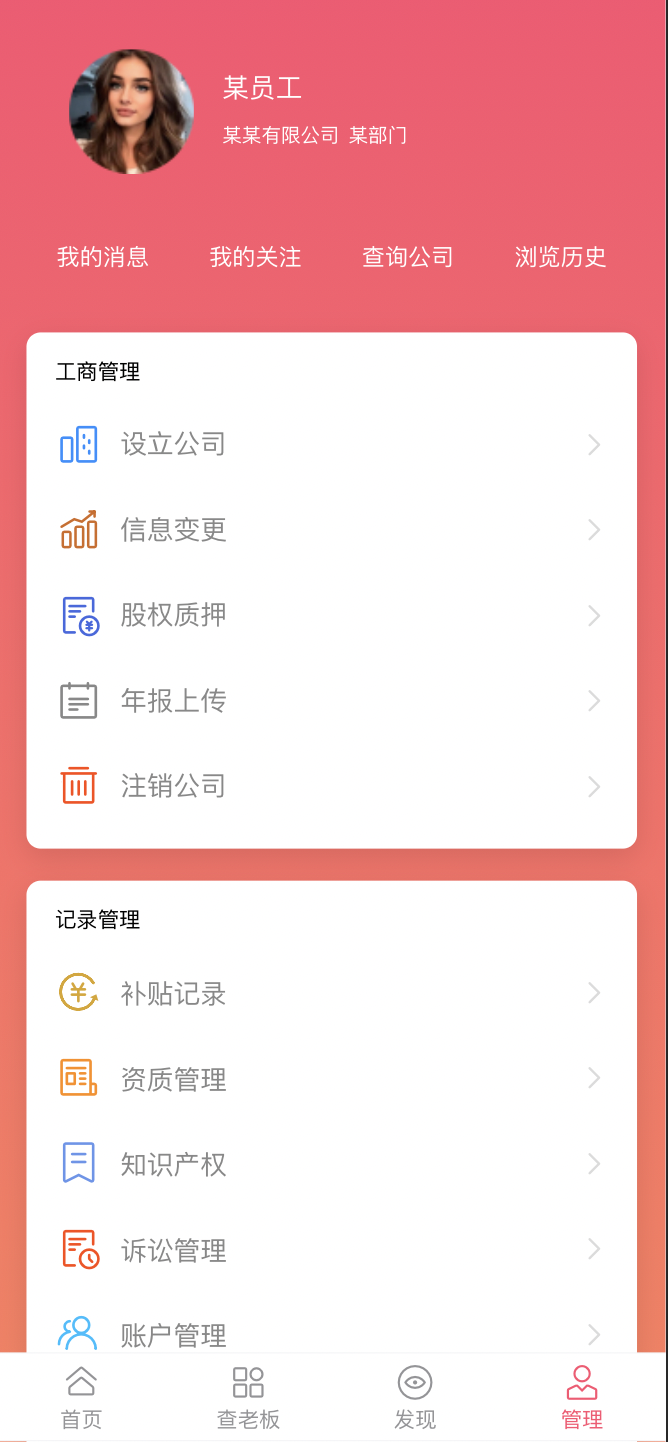 某员工
某某有限公司 某部门
我的消息 我的关注 查询公司 浏览历史
工商管理
设立公司
信息变更
股权质押
年报上传
注销公司
记录管理
补贴记录
资质管理
知识产权
诉讼管理
账户管理
首页 查老板 发现 管理